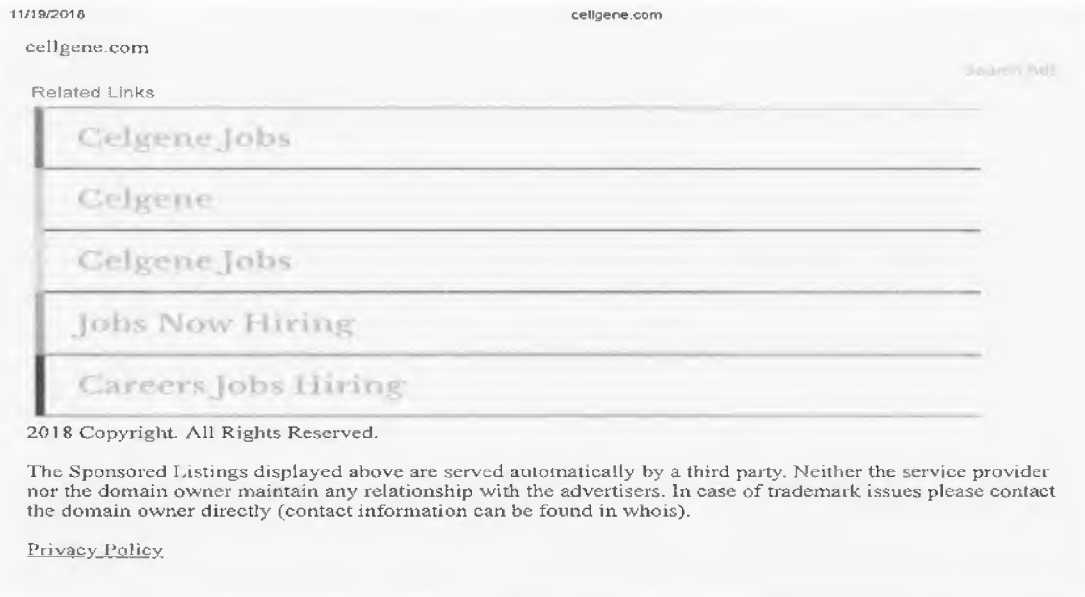 11/19/2018 cellgene.com
cellgene.com
Search Ads
Related Links
Celgene Jobs
Celgene
Celgene Jobs
Jobs Now Hiring
Careers Jobs Hiring
2018 Copyright. All Rights Reserved.
The Sponsored Listings displayed above are served automatically by a third party. Neither the service provider
nor the domain owner maintain any relationship with the advertisers. In case of trademark issues please contact
the domain owner directly (contact information can be found in whois).
Privacy Policy